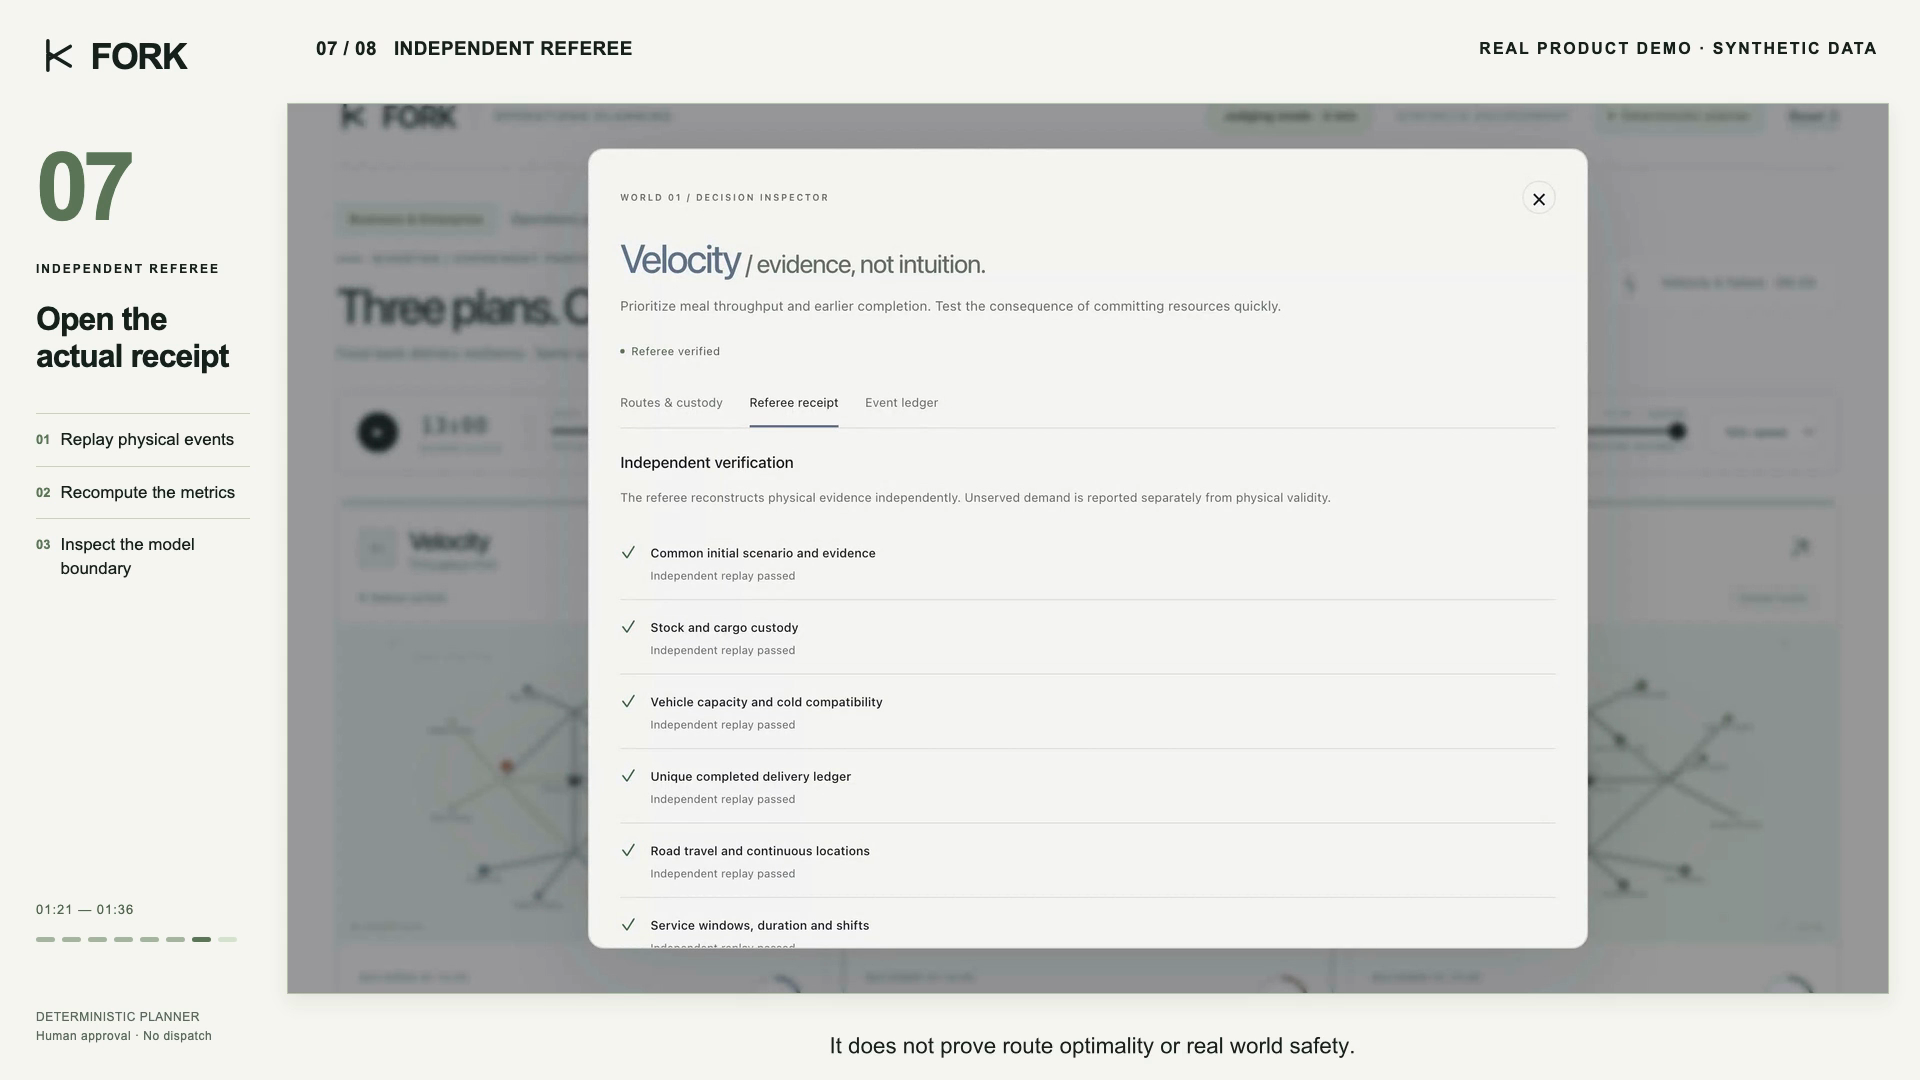 FORK
07 / 08 INDEPENDENT REFEREE
REAL PRODUCT DEMO · SYNTHETIC DATA
07
INDEPENDENT REFEREE
Open the
actual receipt
01 Replay physical events
02 Recompute the metrics
03 Inspect the model
boundary
01:21 — 01:36
DETERMINISTIC PLANNER
Human approval · No dispatch
FORK
Three plans.
13:00
Velocity
WORLD 01 / DECISION INSPECTOR
Velocity / evidence, not intuition.
Prioritize meal throughput and earlier completion. Test the consequence of committing resources quickly.
Referee verified
Routes & custody Referee receipt Event ledger
Independent verification
The referee reconstructs physical evidence independently. Unserved demand is reported separately from physical validity.
Common initial scenario and evidence
Independent replay passed
Stock and cargo custody
Independent replay passed
Vehicle capacity and cold compatibility
Independent replay passed
Unique completed delivery ledger
Independent replay passed
Road travel and continuous locations
Independent replay passed
Service windows, duration and shifts
Independent replay passed
It does not prove route optimality or real world safety.